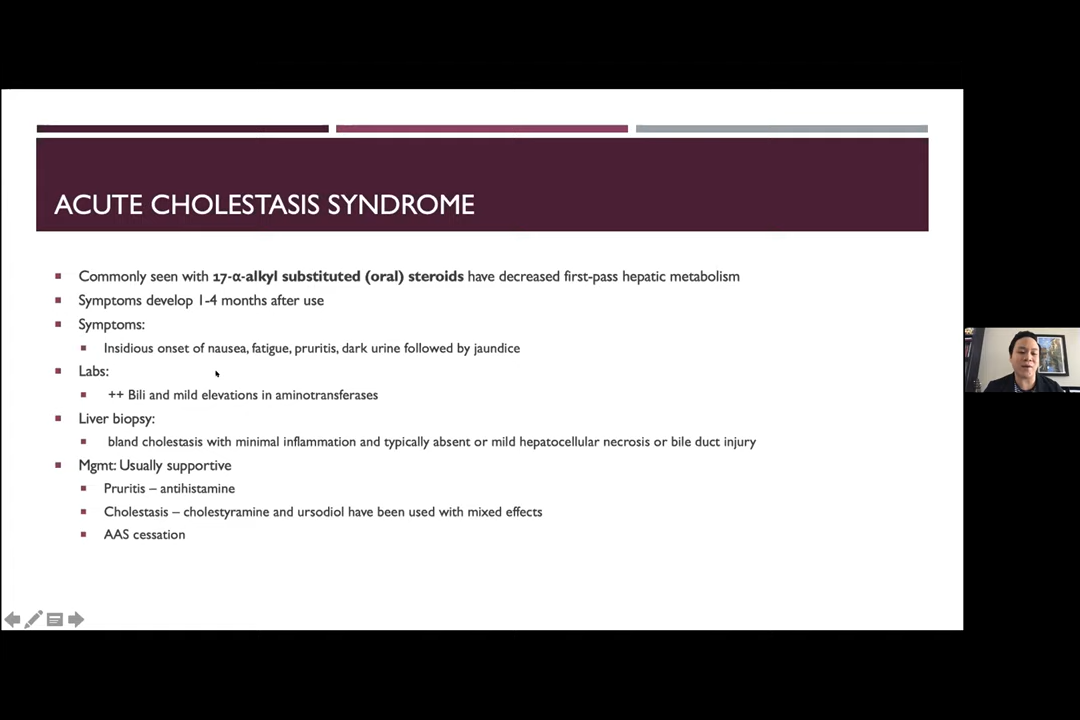 ACUTE CHOLESTASIS SYNDROME
Commonly seen with 17-α-alkyl substituted (oral) steroids have decreased first-pass hepatic metabolism
Symptoms develop 1-4 months after use
Symptoms:
Insidious onset of nausea, fatigue, pruritis, dark urine followed by jaundice
Labs:
++ Bili and mild elevations in aminotransferases
Liver biopsy:
bland cholestasis with minimal inflammation and typically absent or mild hepatocellular necrosis or bile duct injury
Mgmt: Usually supportive
Pruritis – antihistamine
Cholestasis – cholestyramine and ursodiol have been used with mixed effects
AAS cessation